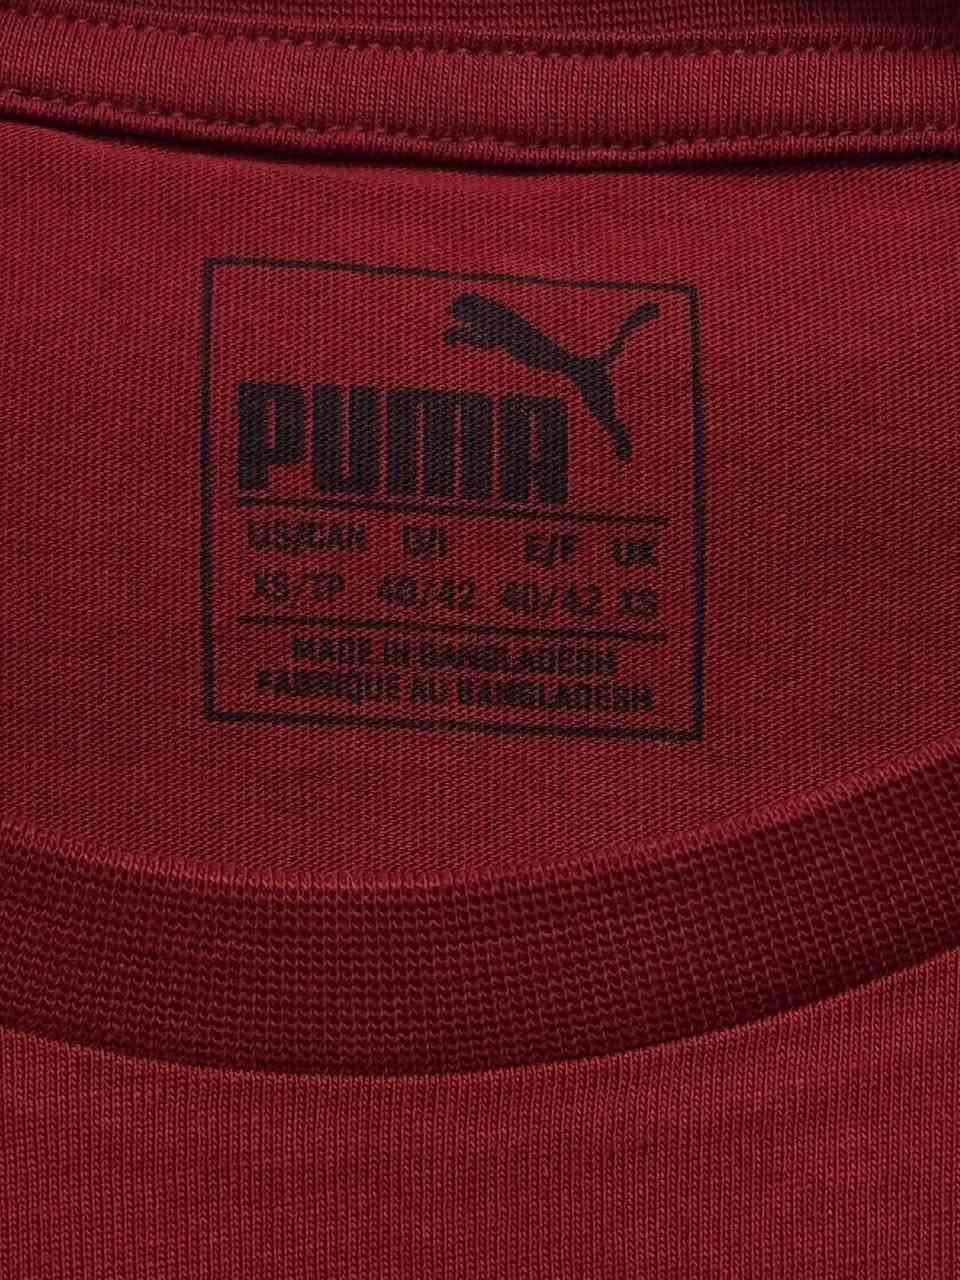 PUMA
US/CAN D/I E/F UK
XS/TP 40/42 40/42 XS
MADE IN BANGLADESH
FABRIQUE AU BANGLADESH